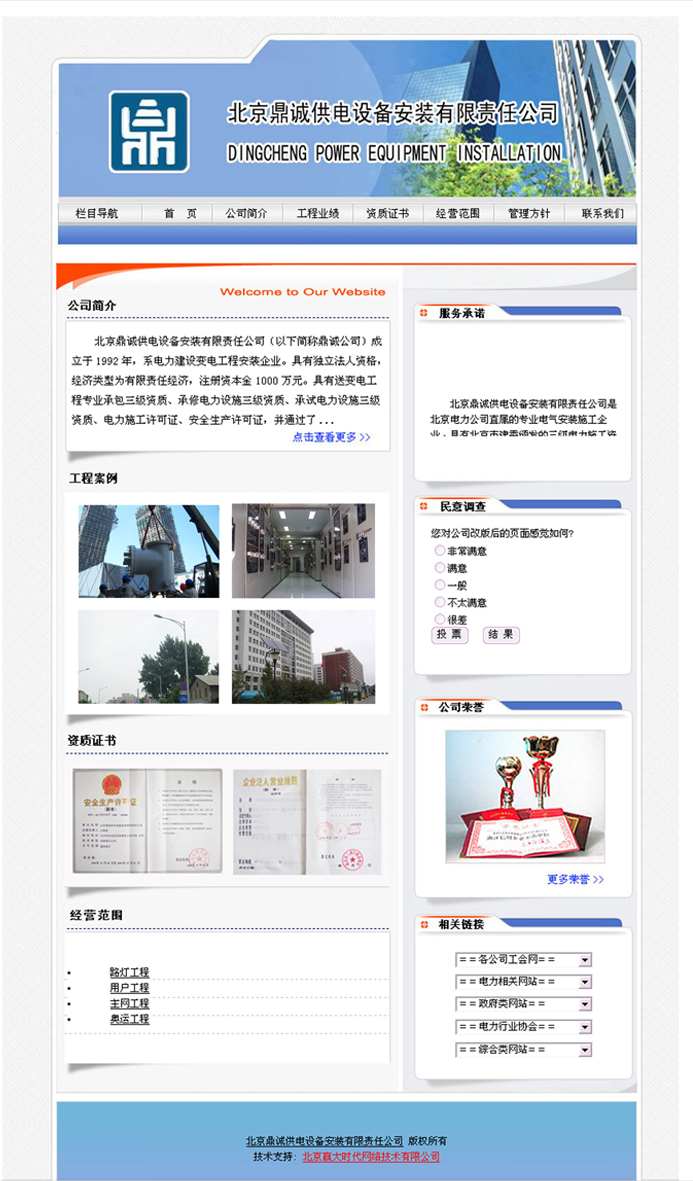 北京鼎诚供电设备安装有限责任公司
DINGCHENG POWER EQUIPMENT INSTALLATION
栏目导航 首 页 公司简介 工程业绩 资质证书 经营范围 管理方针 联系我们
Welcome to Our Website
公司简介
北京鼎诚供电设备安装有限责任公司（以下简称鼎诚公司）成
立于 1992 年，系电力建设变电工程安装企业。具有独立法人资格，
经济类型为有限责任经济，注册资本金 1000 万元。具有送变电工
程专业承包三级资质、承修电力设施三级资质、承试电力设施三级
资质、电力施工许可证、安全生产许可证，并通过了 ...
点击查看更多 >>
工程案例
资质证书
安全生产许可证
企业法人营业执照
经营范围
路灯工程
用户工程
主网工程
奥运工程
服务承诺
北京鼎诚供电设备安装有限责任公司是
北京电力公司直属的专业电气安装施工企
业，具有北京市建委颁发的三级电力施工资
民意调查
您对公司改版后的页面感觉如何?
非常满意
满意
一般
不太满意
很差
投 票 结 果
公司荣誉
更多荣誉 >>
相关链接
==各公司工会网==
==电力相关网站==
==政府类网站==
==电力行业协会==
==综合类网站==
北京鼎诚供电设备安装有限责任公司 版权所有
技术支持: 北京赢大时代网络技术有限公司